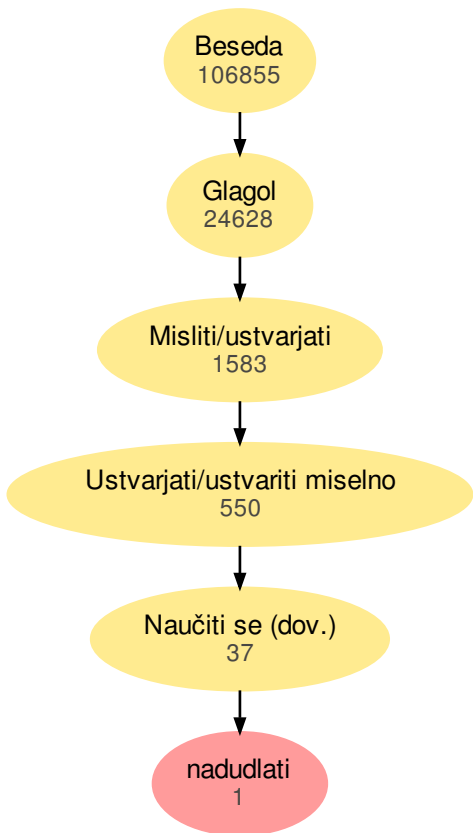 Beseda
106855
Glagol
24628
Misliti/ustvarjati
1583
Ustvarjati/ustvariti miselno
550
Naučiti se (dov.)
37
nadudlati
1